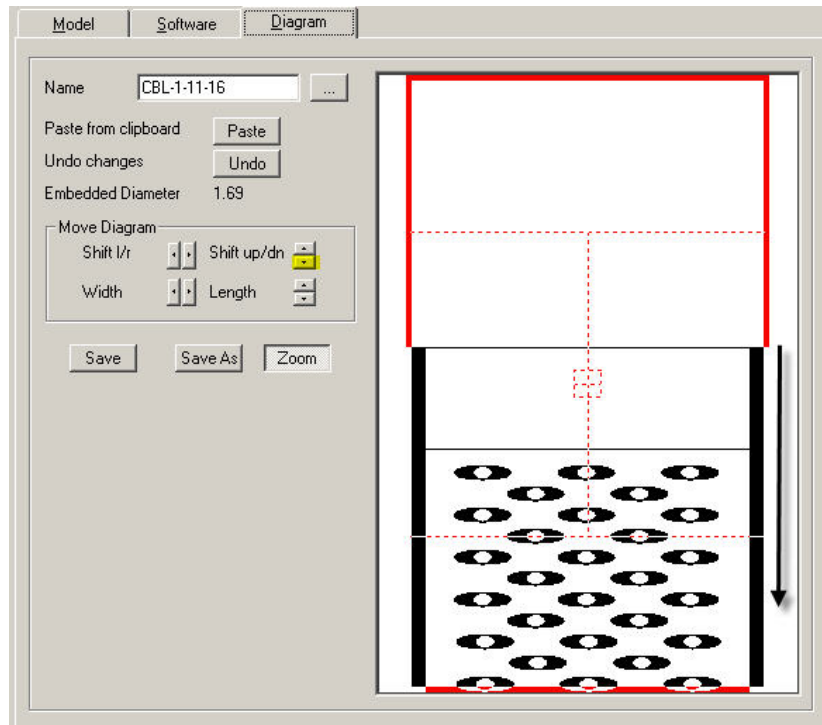 Model Software Diagram
Name CBL-1-11-16 ...
Paste from clipboard Paste
Undo changes Undo
Embedded Diameter 1.69
Move Diagram
Shift l/r Shift up/dn
Width Length
Save Save As Zoom